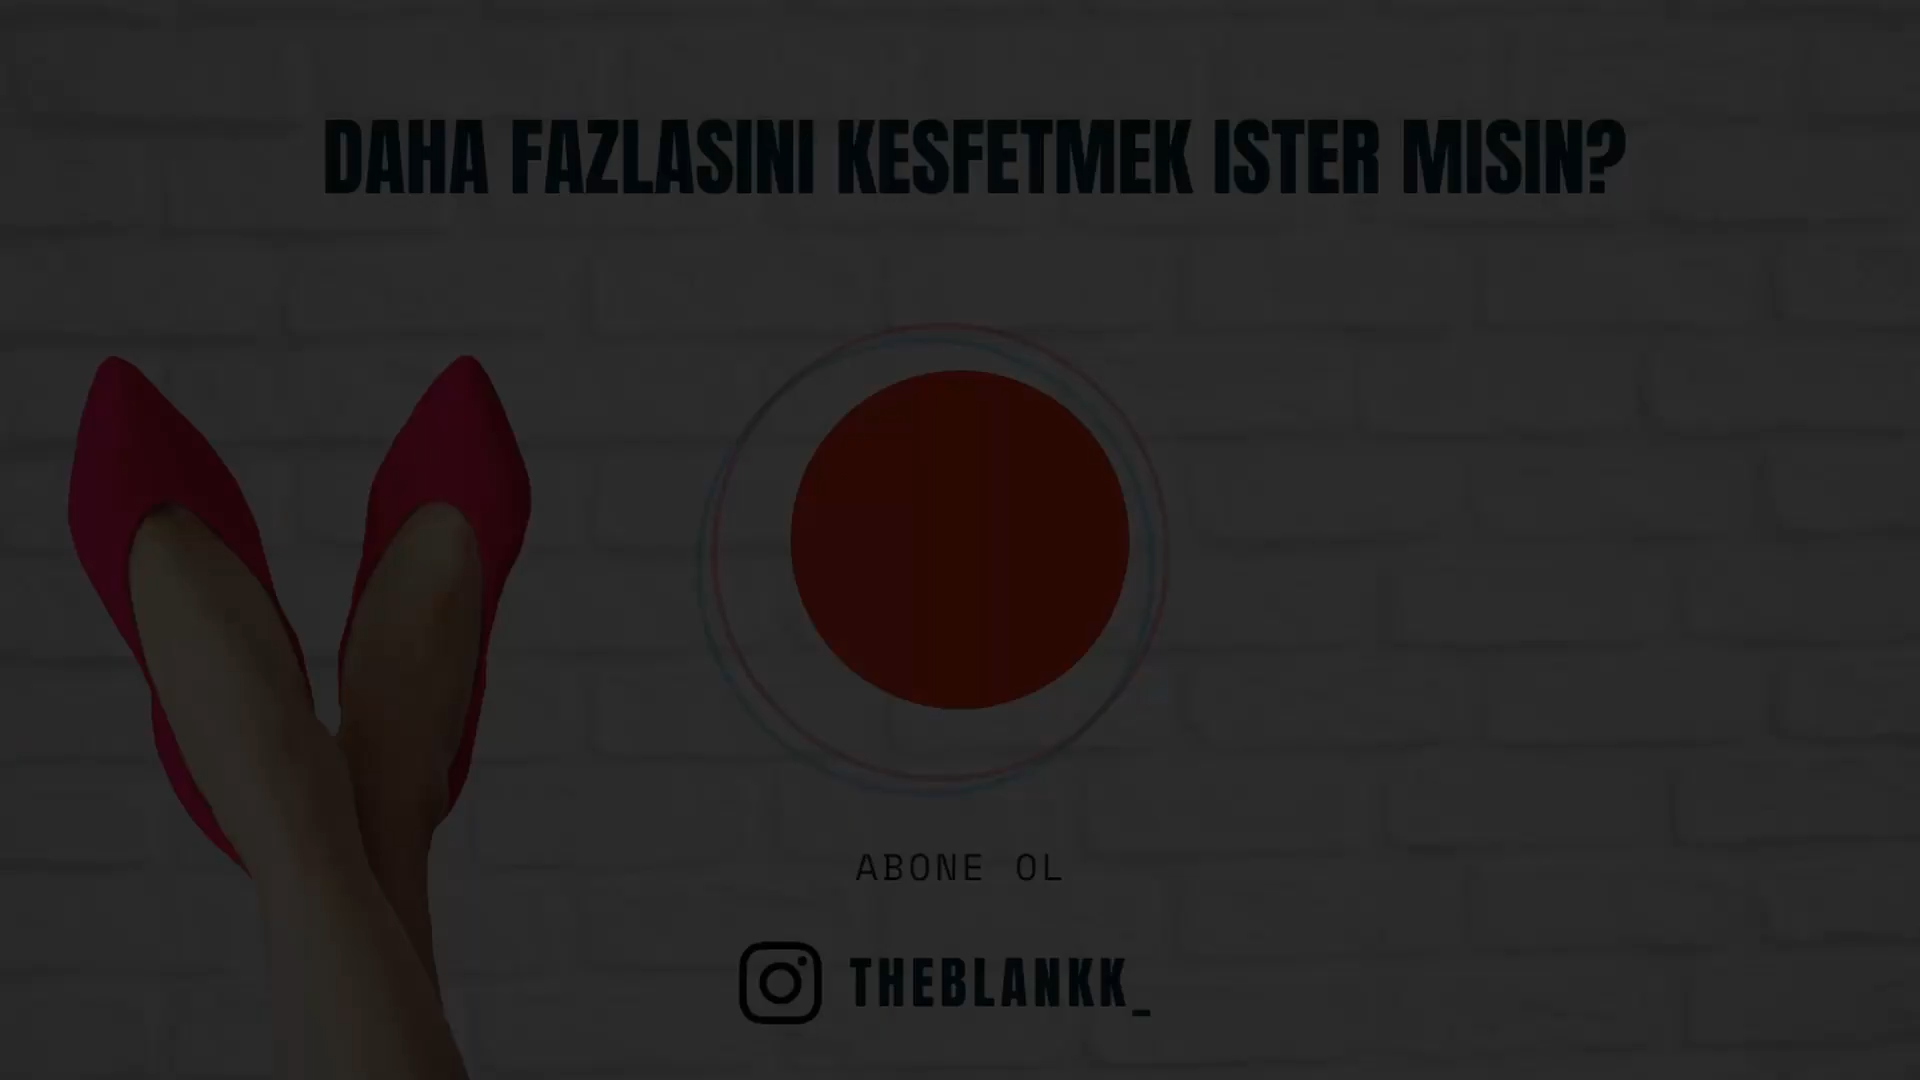 DAHA FAZLASINI KESFETMEK ISTER MISIN?
ABONE OL
THEBLANKK_